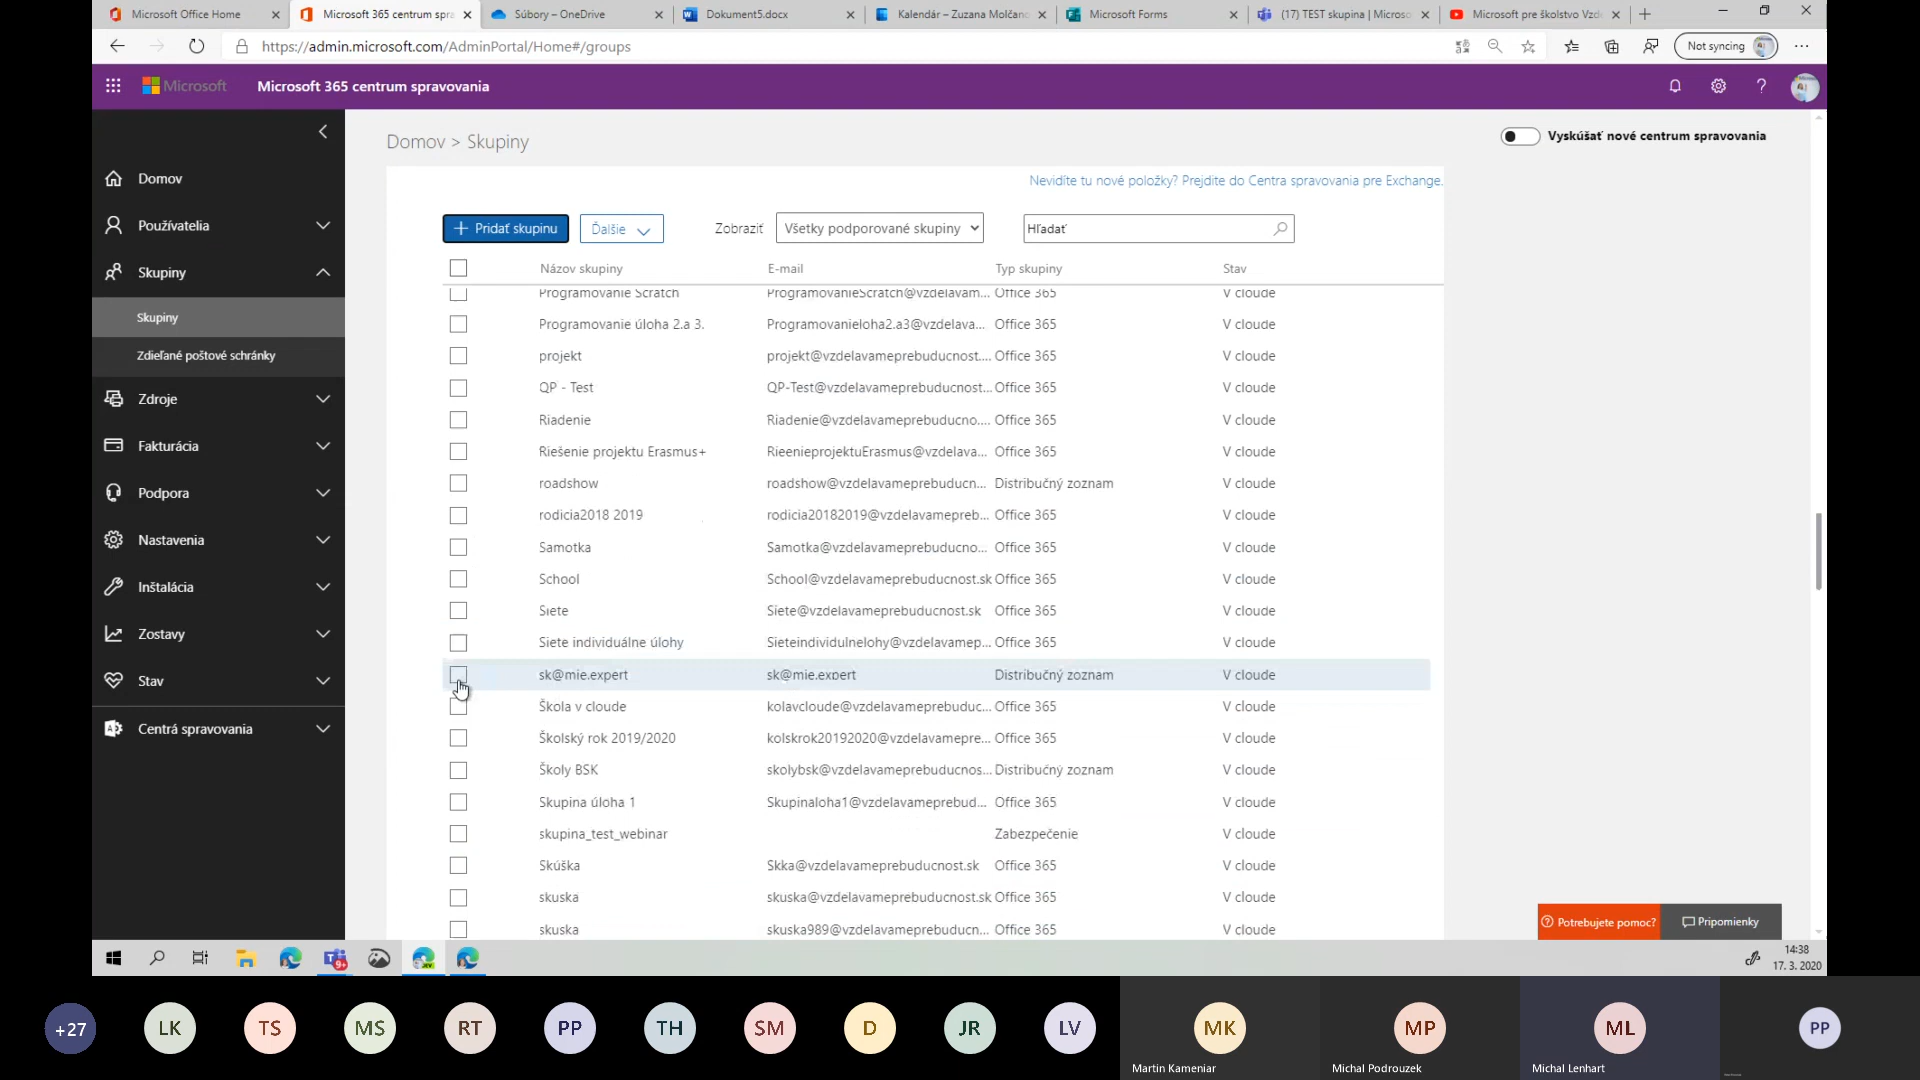 Microsoft Office Home
Microsoft 365 centrum spra
Súbory – OneDrive
Dokument5.docx
Kalendár – Zuzana Molčan
Microsoft Forms
(17) TEST skupina | Microso
Microsoft pre školstvo Vzd
https://admin.microsoft.com/AdminPortal/Home#/groups
Not syncing
Microsoft
Microsoft 365 centrum spravovania
Domov > Skupiny
Vyskúšať nové centrum spravovania
Nevidíte tu nové položky? Prejdite do Centra spravovania pre Exchange.
Domov
Používatelia
Skupiny
Skupiny
Zdieľané poštové schránky
Zdroje
Fakturácia
Podpora
Nastavenia
Inštalácia
Zostavy
Stav
Centrá spravovania
+ Pridať skupinu
Ďalšie
Zobraziť
Všetky podporované skupiny
Hľadať
Názov skupiny E-mail Typ skupiny Stav
Programovanie Scratch ProgramovanieScratch@vzdelavam... Office 365 V cloude
Programovanie úloha 2.a 3. Programovanieloha2.a3@vzdelava... Office 365 V cloude
projekt projekt@vzdelavameprebuducnost.... Office 365 V cloude
QP - Test QP-Test@vzdelavameprebuducnost... Office 365 V cloude
Riadenie Riadenie@vzdelavameprebuducno.... Office 365 V cloude
Riešenie projektu Erasmus+ RieenieprojektuErasmus@vzdelava... Office 365 V cloude
roadshow roadshow@vzdelavameprebuducn... Distribučný zoznam V cloude
rodicia2018 2019 rodicia20182019@vzdelavamepreb... Office 365 V cloude
Samotka Samotka@vzdelavameprebuducno... Office 365 V cloude
School School@vzdelavameprebuducnost.sk Office 365 V cloude
Siete Siete@vzdelavameprebuducnost.sk Office 365 V cloude
Siete individuálne úlohy Sieteindividulnelohy@vzdelavamep... Office 365 V cloude
sk@mie.expert sk@mie.expert Distribučný zoznam V cloude
Škola v cloude kolavcloude@vzdelavameprebuduc... Office 365 V cloude
Školský rok 2019/2020 kolskrok20192020@vzdelavamepre... Office 365 V cloude
Školy BSK skolybsk@vzdelavameprebuducnos... Distribučný zoznam V cloude
Skupina úloha 1 Skupinaloha1@vzdelavameprebud... Office 365 V cloude
skupina_test_webinar Zabezpečenie V cloude
Skúška Skka@vzdelavameprebuducnost.sk Office 365 V cloude
skuska skuska@vzdelavameprebuducnost.sk Office 365 V cloude
skuska skuska989@vzdelavameprebuducn... Office 365 V cloude
Potrebujete pomoc?
Pripomienky
9+
14:38
17. 3. 2020
+27
LK
TS
MS
RT
PP
TH
SM
D
JR
LV
MK
MP
ML
PP
Martin Kameniar
Michal Podrouzek
Michal Lenhart